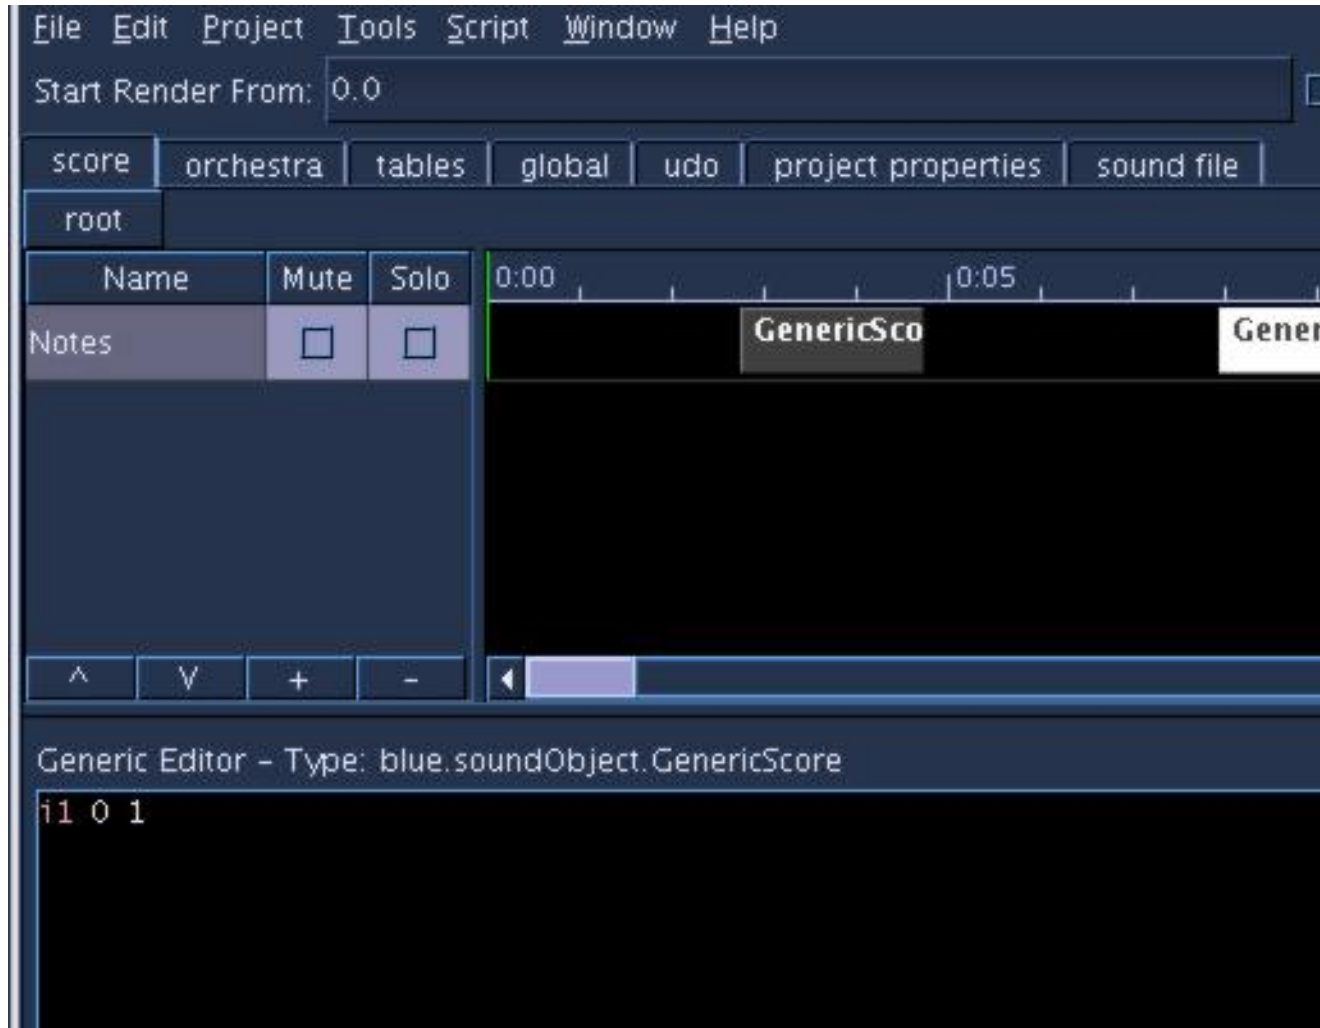 File Edit Project Tools Script Window Help
Start Render From: 0.0
score orchestra tables global udo project properties sound file
root
Name Mute Solo 0:00 0:05
Notes GenericSco Gener
^ V + -
Generic Editor – Type: blue.soundObject.GenericScore
i1 0 1